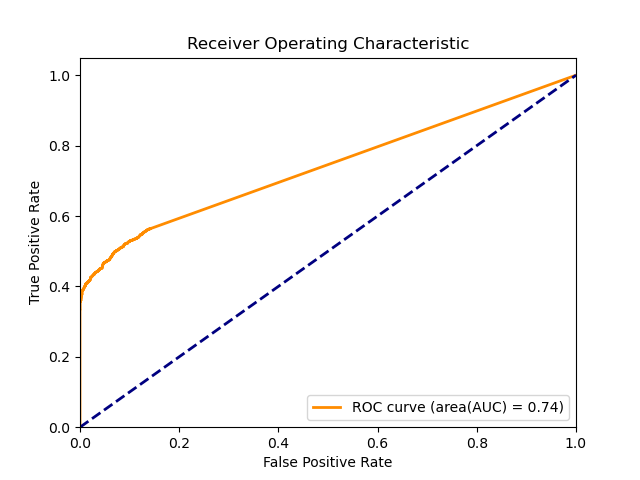 Receiver Operating Characteristic
True Positive Rate
1.0
0.8
0.6
0.4
0.2
0.0
ROC curve (area(AUC) = 0.74)
0.0 0.2 0.4 0.6 0.8 1.0
False Positive Rate